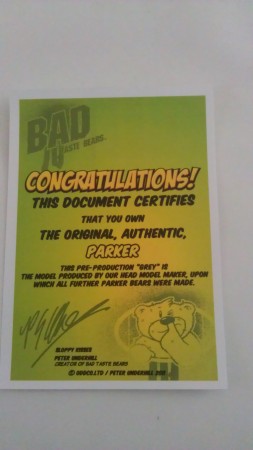 BAD
TASTE BEARS
CONGRATULATIONS!
THIS DOCUMENT CERTIFIES
THAT YOU OWN
THE ORIGINAL, AUTHENTIC,
PARKER
THIS PRE-PRODUCTION "GREY" IS
THE MODEL PRODUCED BY OUR HEAD MODEL MAKER, UPON
WHICH ALL FURTHER PARKER BEARS WERE MADE.
PETER UNDERHILL
CREATOR OF BAD TASTE BEARS
/ PETER UNDERHILL